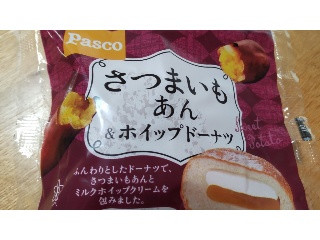 Pasco
さつまいも
あん
&ホイップドーナツ
Sweet
Potato
ふんわりとしたドーナツで、
さつまいもあんと
ミルクホイップクリームを
包みました。